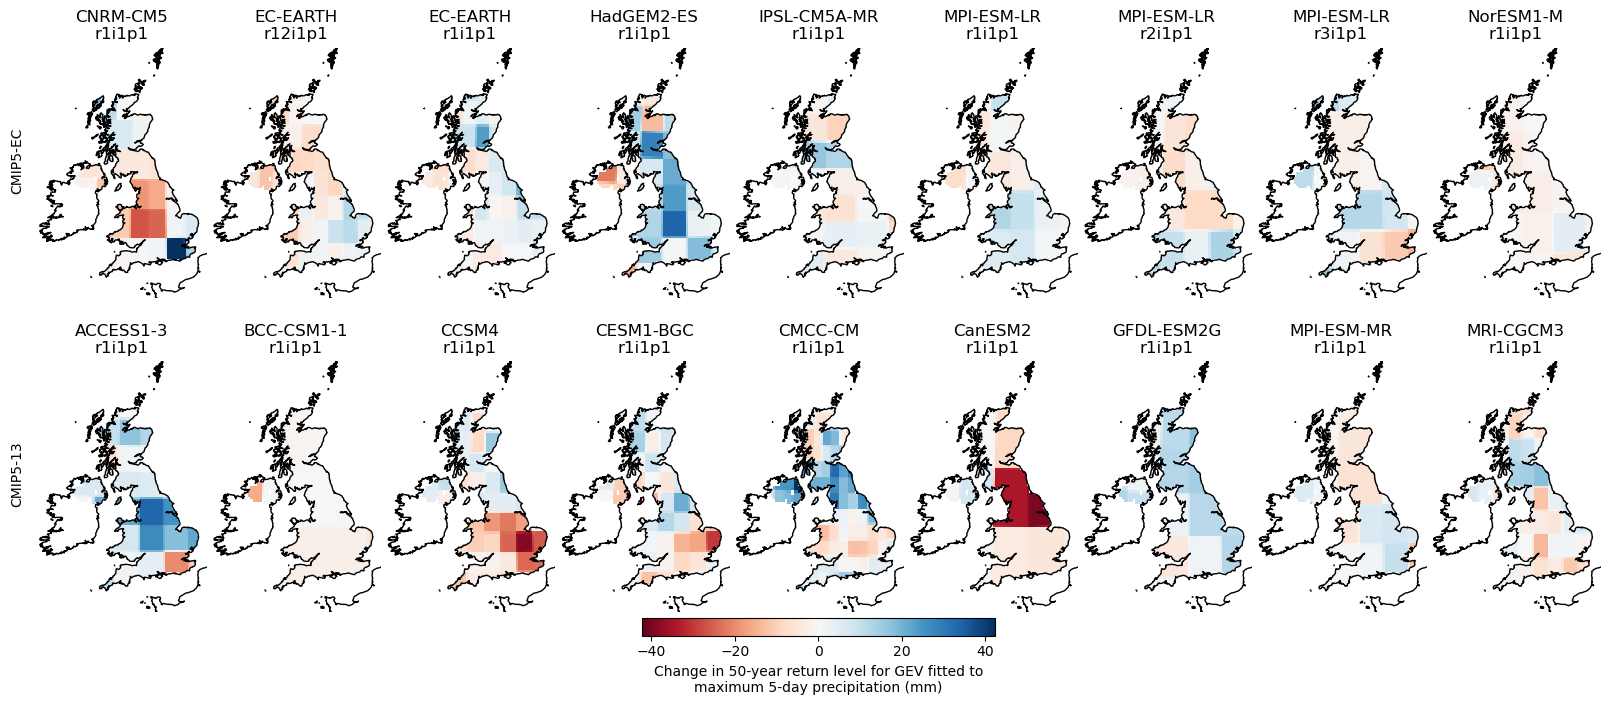 CNRM-CM5
r1i1p1
EC-EARTH
r12i1p1
EC-EARTH
r1i1p1
HadGEM2-ES
r1i1p1
IPSL-CM5A-MR
r1i1p1
MPI-ESM-LR
r1i1p1
MPI-ESM-LR
r2i1p1
MPI-ESM-LR
r3i1p1
NorESM1-M
r1i1p1
CMIP5-EC
ACCESS1-3
r1i1p1
BCC-CSM1-1
r1i1p1
CCSM4
r1i1p1
CESM1-BGC
r1i1p1
CMCC-CM
r1i1p1
CanESM2
r1i1p1
GFDL-ESM2G
r1i1p1
MPI-ESM-MR
r1i1p1
MRI-CGCM3
r1i1p1
CMIP5-13
−40 −20 0 20 40
Change in 50-year return level for GEV fitted to
maximum 5-day precipitation (mm)